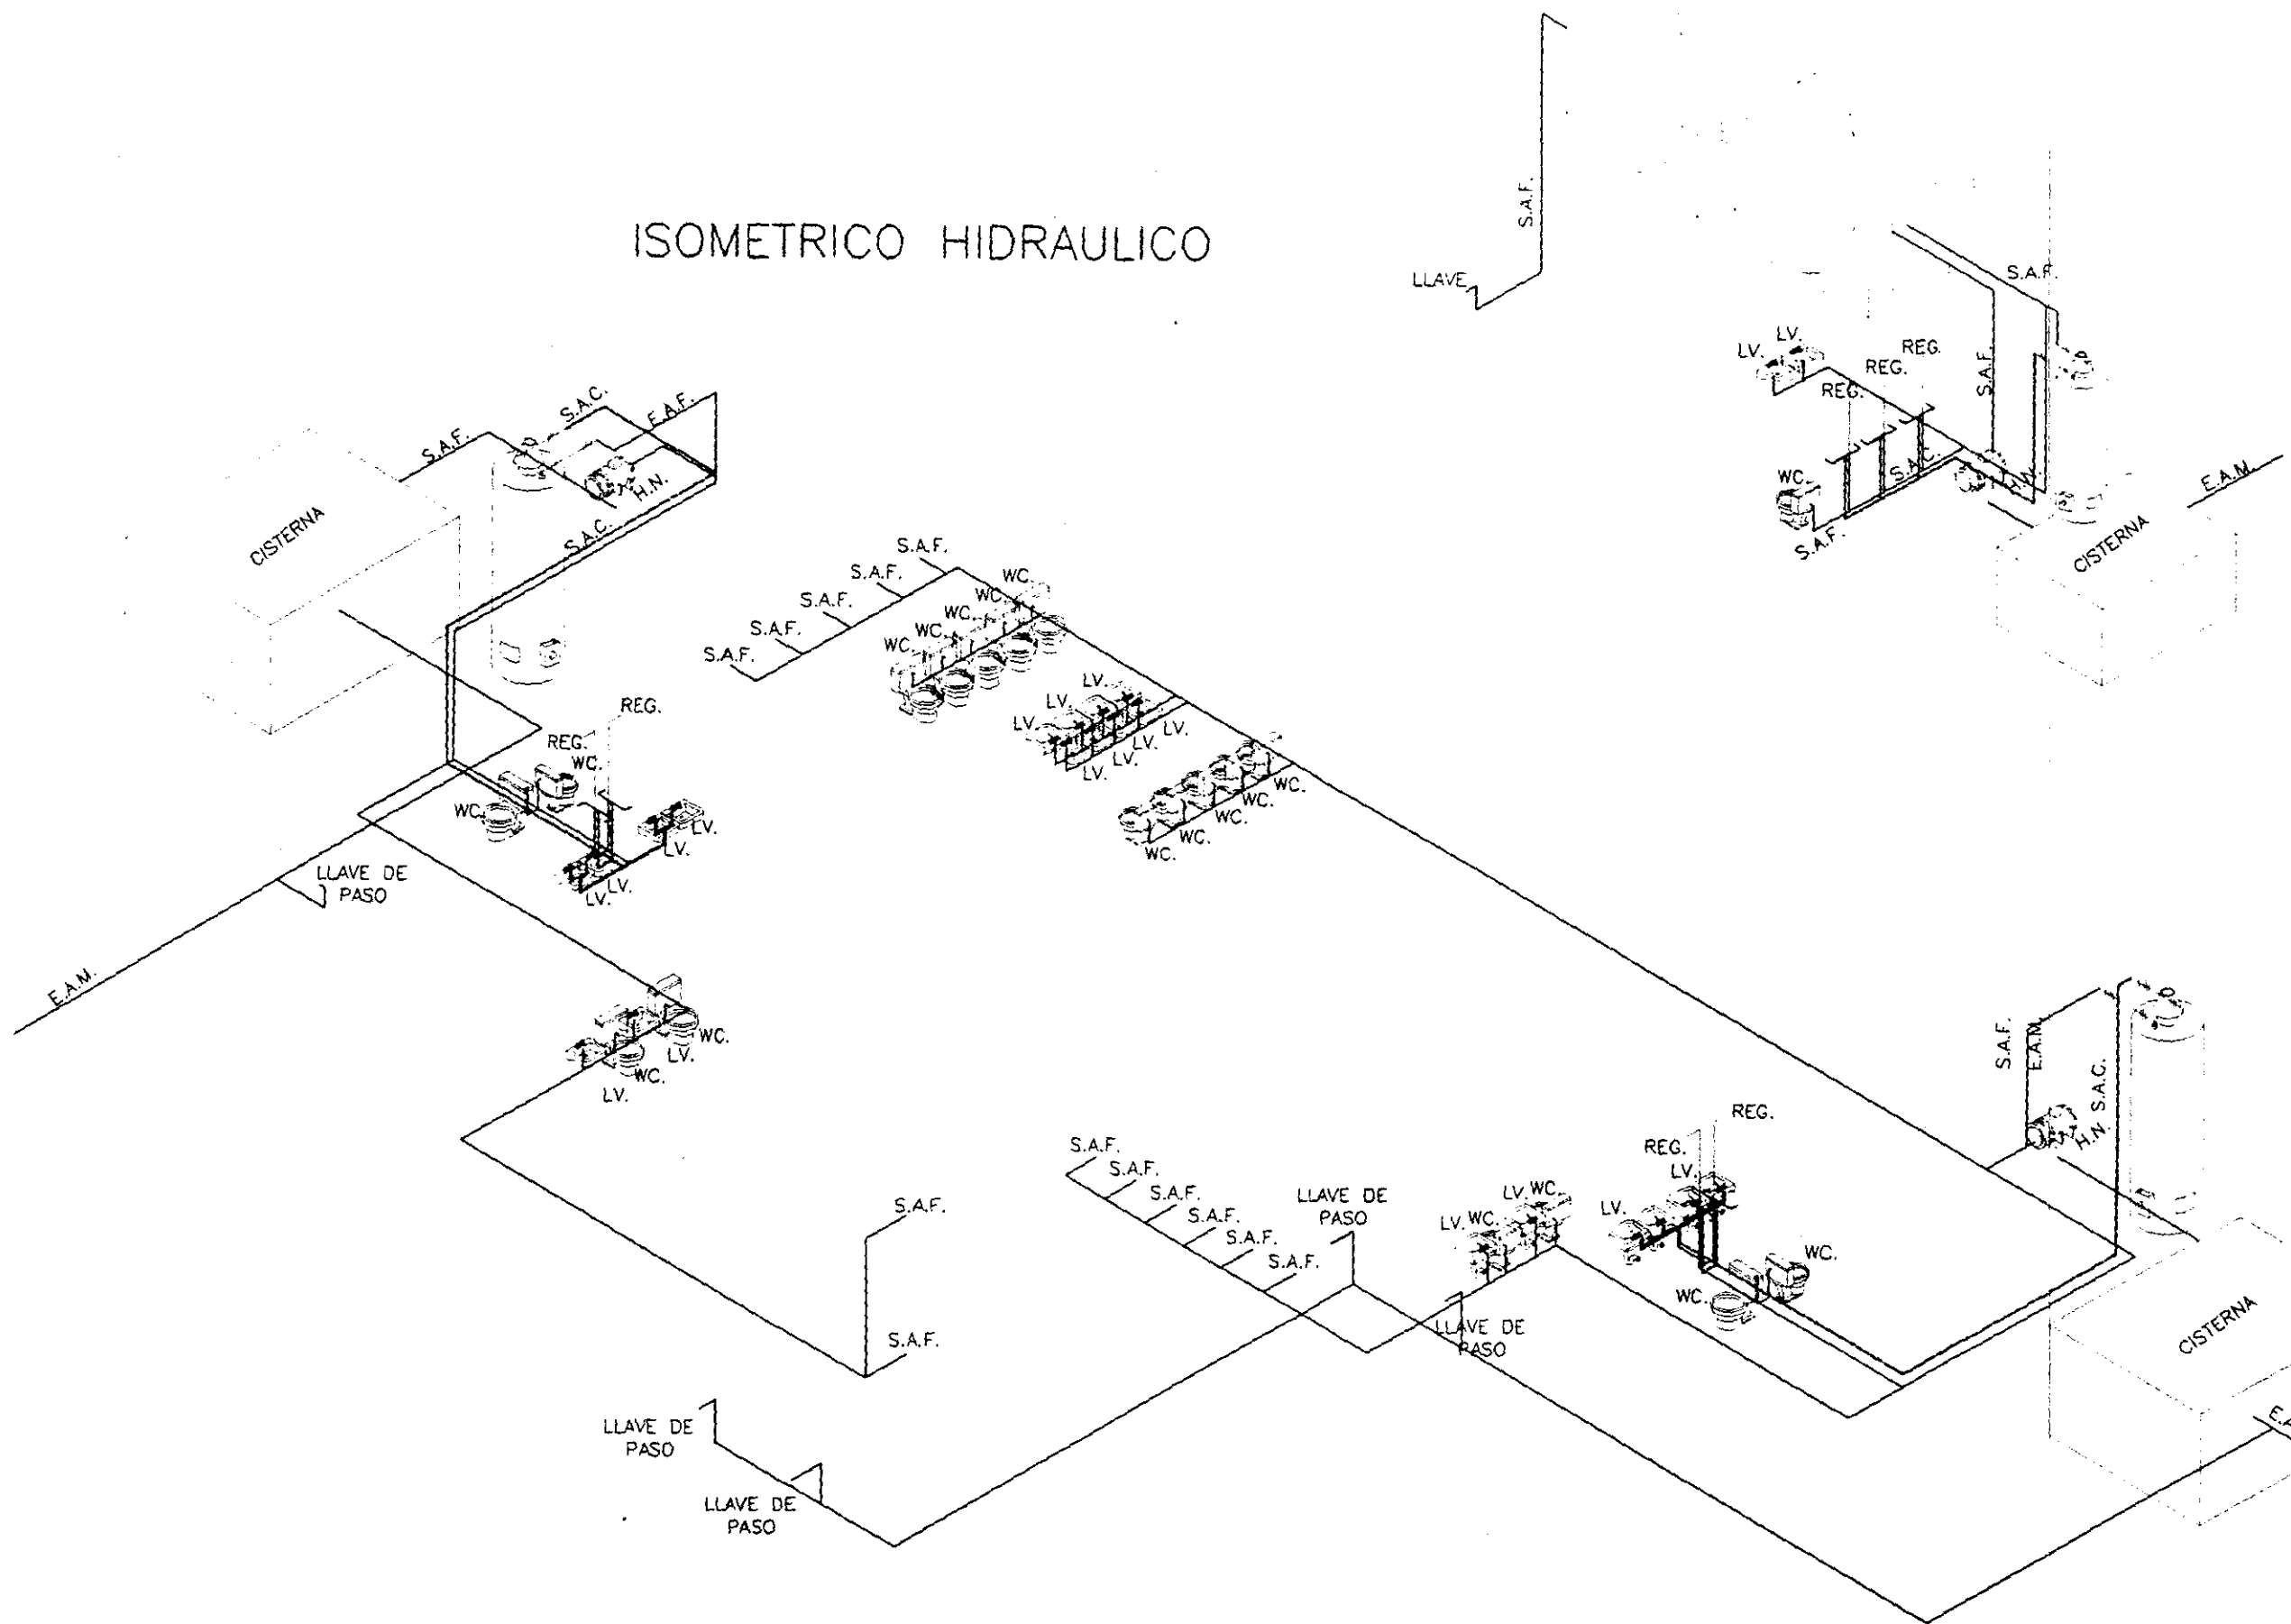 ISOMETRICO HIDRAULICO
S.A.F.
LLAVE
S.A.F.
LV.
LV.
REG.
REG.
REG.
S.A.F.
WC.
S.A.C.
H.N.
S.A.F.
E.A.M.
CISTERNA
S.A.C.
E.A.F.
S.A.F.
H.N.
CISTERNA
S.A.C.
S.A.F.
S.A.F.
S.A.F.
S.A.F.
S.A.F.
WC.
WC.
WC.
WC.
WC.
LV.
LV.
LV.
LV.
LV.
LV.
LV.
WC.
WC.
WC.
WC.
WC.
REG.
REG.
WC.
WC.
LV.
LV.
LV.
LV.
LLAVE DE
PASO
E.A.M.
WC.
LV.
WC.
LV.
S.A.F.
S.A.F.
S.A.F.
S.A.F.
S.A.F.
S.A.F.
S.A.F.
S.A.F.
LLAVE DE
PASO
LV.
WC.
LV.
WC.
LLAVE DE
PASO
REG.
REG.
LV.
LV.
WC.
WC.
S.A.F.
E.A.M.
S.A.C.
H.N.
CISTERNA
E.A
LLAVE DE
PASO
LLAVE DE
PASO